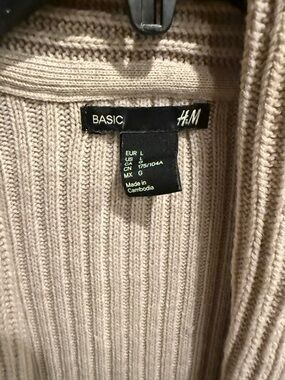 BASIC H&M
EUR L
US L
CA G
CN 175/104A
MX G
Made in
Cambodia